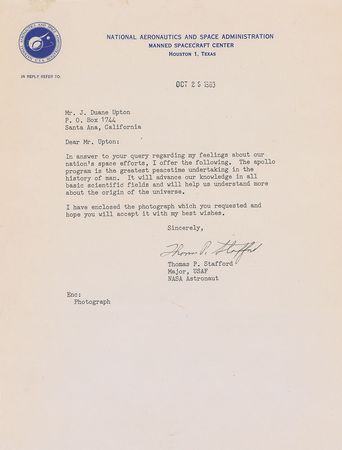 NATIONAL AERONAUTICS AND SPACE ADMINISTRATION
MANNED SPACECRAFT CENTER
HOUSTON 1, TEXAS
IN REPLY REFER TO:
OCT 25 1963
Mr. J. Duane Upton
P. O. Box 1744
Santa Ana, California
Dear Mr. Upton:
In answer to your query regarding my feelings about our
nation's space efforts, I offer the following. The apollo
program is the greatest peacetime undertaking in the
history of man. It will advance our knowledge in all
basic scientific fields and will help us understand more
about the origin of the universe.
I have enclosed the photograph which you requested and
hope you will accept it with my best wishes.
Sincerely,
Thomas P. Stafford
Thomas P. Stafford
Major, USAF
NASA Astronaut
Enc:
Photograph